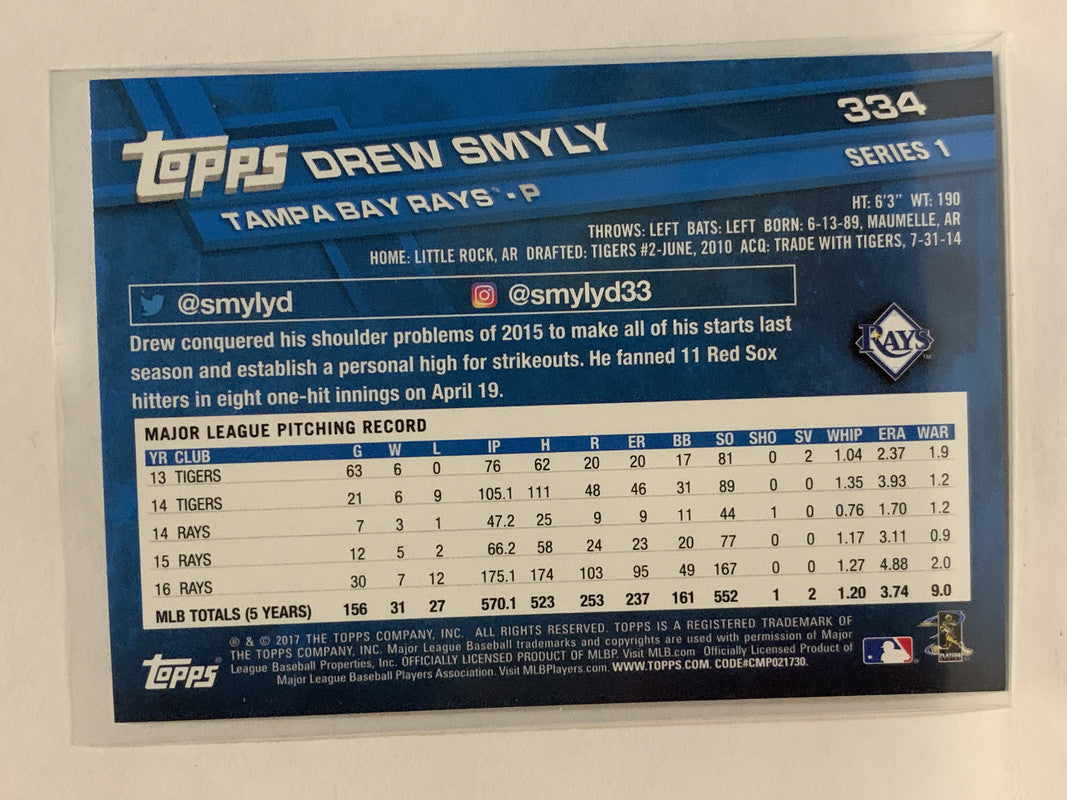 TOPPS DREW SMYLY 334
TAMPA BAY RAYS™ • P SERIES 1
HT: 6'3" WT: 190
THROWS: LEFT BATS: LEFT BORN: 6-13-89, MAUMELLE, AR
HOME: LITTLE ROCK, AR DRAFTED: TIGERS #2-JUNE, 2010 ACQ: TRADE WITH TIGERS, 7-31-14
@smylyd @smylyd33
Drew conquered his shoulder problems of 2015 to make all of his starts last
season and establish a personal high for strikeouts. He fanned 11 Red Sox
hitters in eight one-hit innings on April 19.
RAYS™
MAJOR LEAGUE PITCHING RECORD
YR CLUB G W L IP H R ER BB SO SHO SV WHIP ERA WAR
13 TIGERS 63 6 0 76 62 20 20 17 81 0 2 1.04 2.37 1.9
14 TIGERS 21 6 9 105.1 111 48 46 31 89 0 0 1.35 3.93 1.2
14 RAYS 7 3 1 47.2 25 9 9 11 44 1 0 0.76 1.70 1.2
15 RAYS 12 5 2 66.2 58 24 23 20 77 0 0 1.17 3.11 0.9
16 RAYS 30 7 12 175.1 174 103 95 49 167 0 0 1.27 4.88 2.0
MLB TOTALS (5 YEARS) 156 31 27 570.1 523 253 237 161 552 1 2 1.20 3.74 9.0
® & © 2017 THE TOPPS COMPANY, INC. ALL RIGHTS RESERVED. TOPPS IS A REGISTERED TRADEMARK OF
THE TOPPS COMPANY, INC. Major League Baseball trademarks and copyrights are used with permission of Major
League Baseball Properties, Inc. OFFICIALLY LICENSED PRODUCT OF MLBP. Visit MLB.com Officially Licensed Product of
Major League Baseball Players Association. Visit MLBPlayers.com. WWW.TOPPS.COM. CODE#CMP021730.
TOPPS®